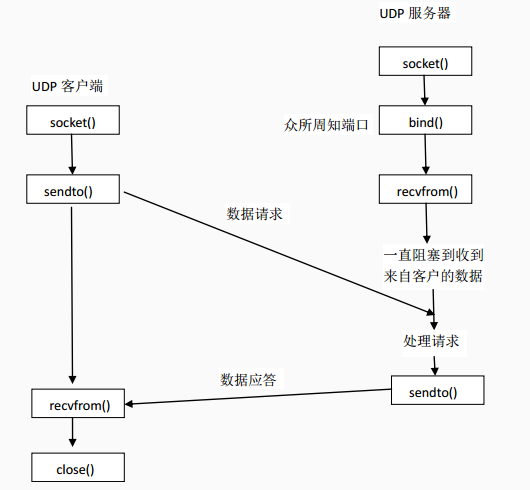 UDP 服务器
socket()
UDP 客户端
socket()
众所周知端口
bind()
sendto()
recvfrom()
数据请求
一直阻塞到收到
来自客户的数据
处理请求
数据应答
sendto()
recvfrom()
close()